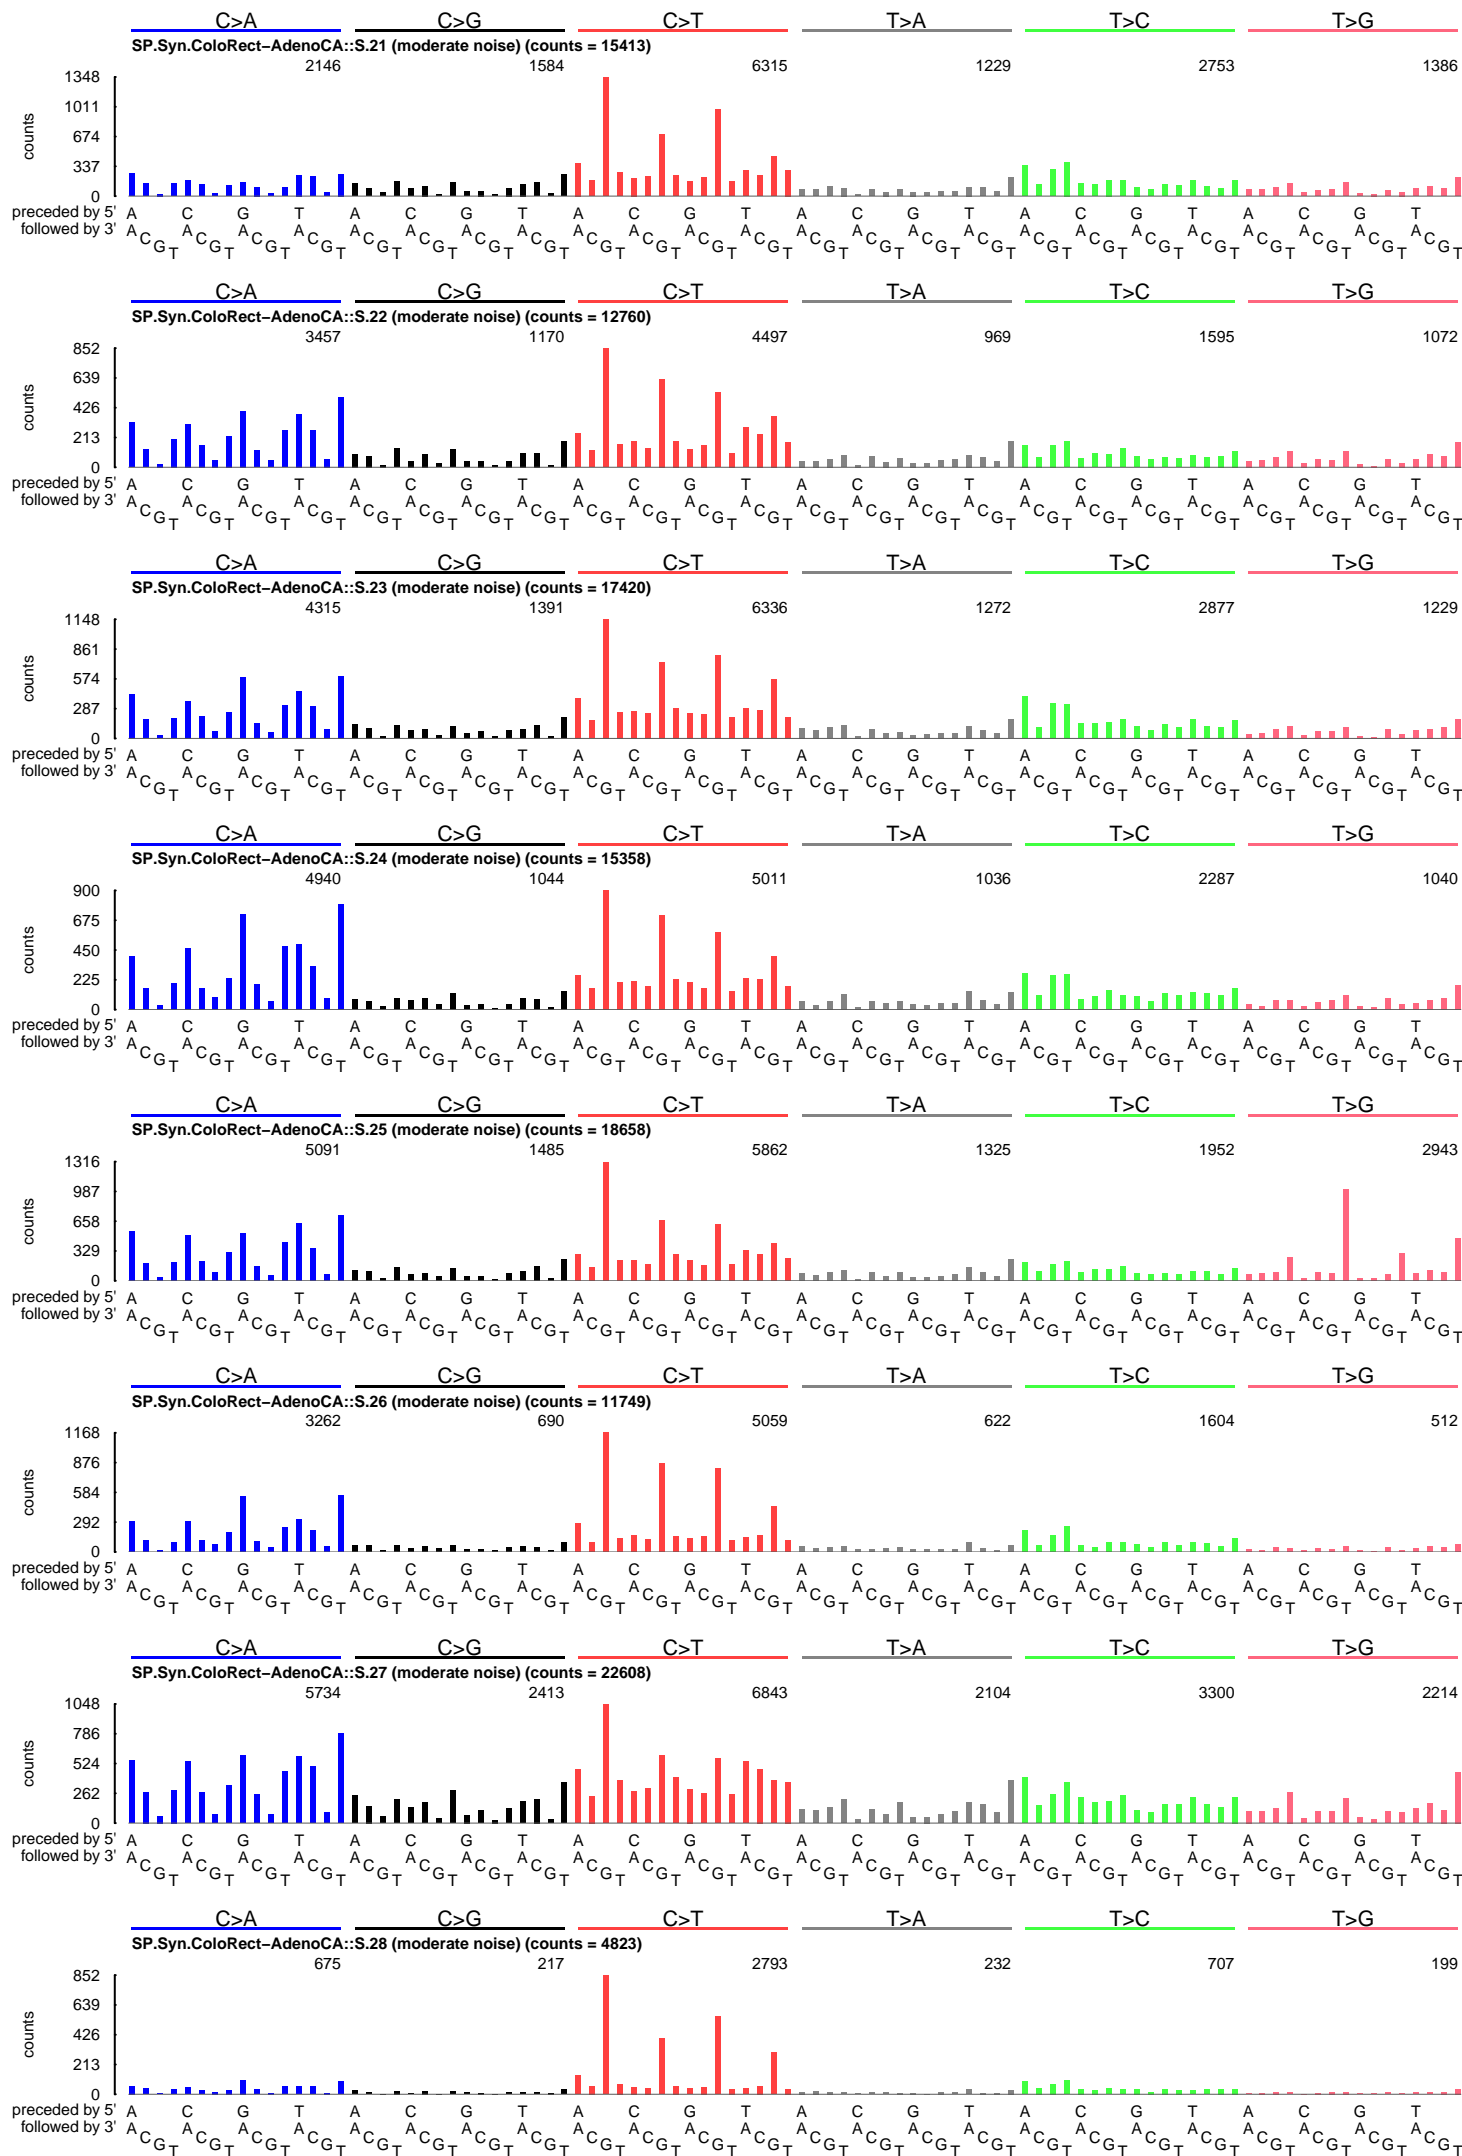 C>A C>G C>T T>A T>C T>G
SP.Syn.ColoRect−AdenoCA::S.21 (moderate noise) (counts = 15413)
2146 1584 6315 1229 2753 1386
1348
1011
674
337
0
counts
preceded by 5' A C G T A C G T A C G T A C G T A C G T A C G T
followed by 3' A C G T A C G T A C G T A C G T A C G T A C G T A C G T A C G T A C G T A C G T A C G T A C G T A C G T A C G T A C G T A C G T A C G T A C G T A C G T A C G T A C G T A C G T A C G T A C G T
C>A C>G C>T T>A T>C T>G
SP.Syn.ColoRect−AdenoCA::S.22 (moderate noise) (counts = 12760)
3457 1170 4497 969 1595 1072
852
639
426
213
0
counts
preceded by 5' A C G T A C G T A C G T A C G T A C G T A C G T
followed by 3' A C G T A C G T A C G T A C G T A C G T A C G T A C G T A C G T A C G T A C G T A C G T A C G T A C G T A C G T A C G T A C G T A C G T A C G T A C G T A C G T A C G T A C G T A C G T A C G T
C>A C>G C>T T>A T>C T>G
SP.Syn.ColoRect−AdenoCA::S.23 (moderate noise) (counts = 17420)
4315 1391 6336 1272 2877 1229
1148
861
574
287
0
counts
preceded by 5' A C G T A C G T A C G T A C G T A C G T A C G T
followed by 3' A C G T A C G T A C G T A C G T A C G T A C G T A C G T A C G T A C G T A C G T A C G T A C G T A C G T A C G T A C G T A C G T A C G T A C G T A C G T A C G T A C G T A C G T A C G T A C G T
C>A C>G C>T T>A T>C T>G
SP.Syn.ColoRect−AdenoCA::S.24 (moderate noise) (counts = 15358)
4940 1044 5011 1036 2287 1040
900
675
450
225
0
counts
preceded by 5' A C G T A C G T A C G T A C G T A C G T A C G T
followed by 3' A C G T A C G T A C G T A C G T A C G T A C G T A C G T A C G T A C G T A C G T A C G T A C G T A C G T A C G T A C G T A C G T A C G T A C G T A C G T A C G T A C G T A C G T A C G T A C G T
C>A C>G C>T T>A T>C T>G
SP.Syn.ColoRect−AdenoCA::S.25 (moderate noise) (counts = 18658)
5091 1485 5862 1325 1952 2943
1316
987
658
329
0
counts
preceded by 5' A C G T A C G T A C G T A C G T A C G T A C G T
followed by 3' A C G T A C G T A C G T A C G T A C G T A C G T A C G T A C G T A C G T A C G T A C G T A C G T A C G T A C G T A C G T A C G T A C G T A C G T A C G T A C G T A C G T A C G T A C G T A C G T
C>A C>G C>T T>A T>C T>G
SP.Syn.ColoRect−AdenoCA::S.26 (moderate noise) (counts = 11749)
3262 690 5059 622 1604 512
1168
876
584
292
0
counts
preceded by 5' A C G T A C G T A C G T A C G T A C G T A C G T
followed by 3' A C G T A C G T A C G T A C G T A C G T A C G T A C G T A C G T A C G T A C G T A C G T A C G T A C G T A C G T A C G T A C G T A C G T A C G T A C G T A C G T A C G T A C G T A C G T A C G T
C>A C>G C>T T>A T>C T>G
SP.Syn.ColoRect−AdenoCA::S.27 (moderate noise) (counts = 22608)
5734 2413 6843 2104 3300 2214
1048
786
524
262
0
counts
preceded by 5' A C G T A C G T A C G T A C G T A C G T A C G T
followed by 3' A C G T A C G T A C G T A C G T A C G T A C G T A C G T A C G T A C G T A C G T A C G T A C G T A C G T A C G T A C G T A C G T A C G T A C G T A C G T A C G T A C G T A C G T A C G T A C G T
C>A C>G C>T T>A T>C T>G
SP.Syn.ColoRect−AdenoCA::S.28 (moderate noise) (counts = 4823)
675 217 2793 232 707 199
852
639
426
213
0
counts
preceded by 5' A C G T A C G T A C G T A C G T A C G T A C G T
followed by 3' A C G T A C G T A C G T A C G T A C G T A C G T A C G T A C G T A C G T A C G T A C G T A C G T A C G T A C G T A C G T A C G T A C G T A C G T A C G T A C G T A C G T A C G T A C G T A C G T